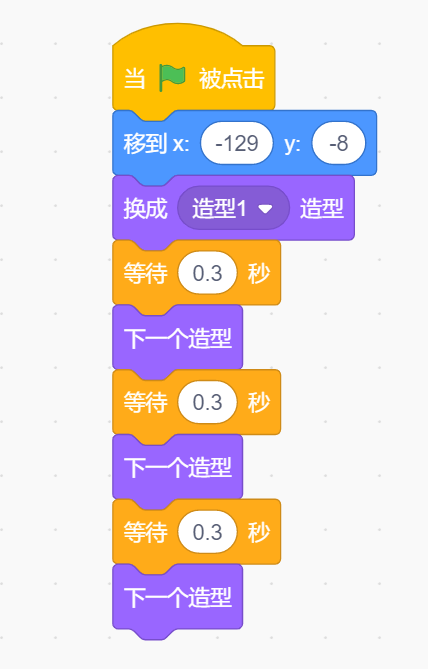 当 被点击
移到 x: -129 y: -8
换成 造型1 造型
等待 0.3 秒
下一个造型
等待 0.3 秒
下一个造型
等待 0.3 秒
下一个造型